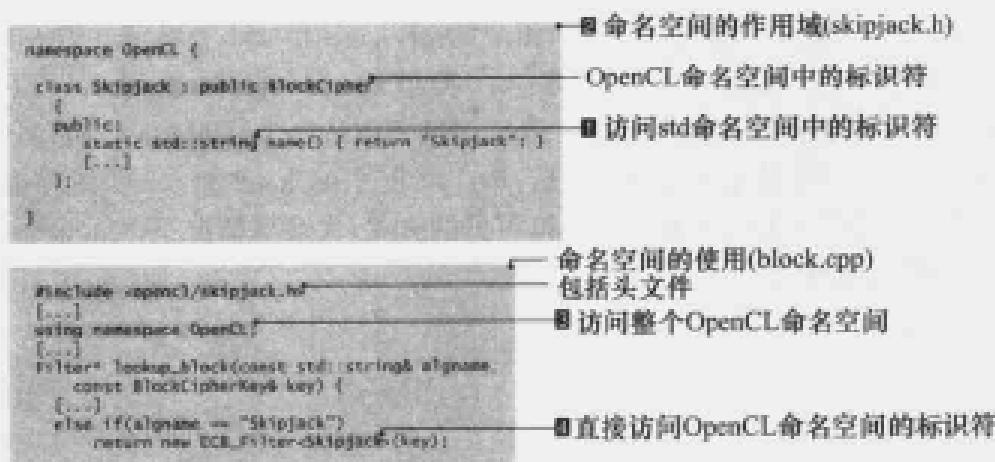 命名空间的作用域(skipjack.h)
namespace OpenCL {
OpenCL命名空间中的标识符
class Skipjack : public BlockCipher
{
访问std命名空间中的标识符
public:
static std::string name() { return "Skipjack"; }
[...]
};
}
命名空间的使用(block.cpp)
包括头文件
#include <opencl/skipjack.h>
[...]
访问整个OpenCL命名空间
using namespace OpenCL;
[...]
Filter* lookup_block(const std::string& algname,
const BlockCipherKey& key) {
[...]
else if(algname == "Skipjack")
直接访问OpenCL命名空间的标识符
return new ECB_Filter<Skipjack>(key);